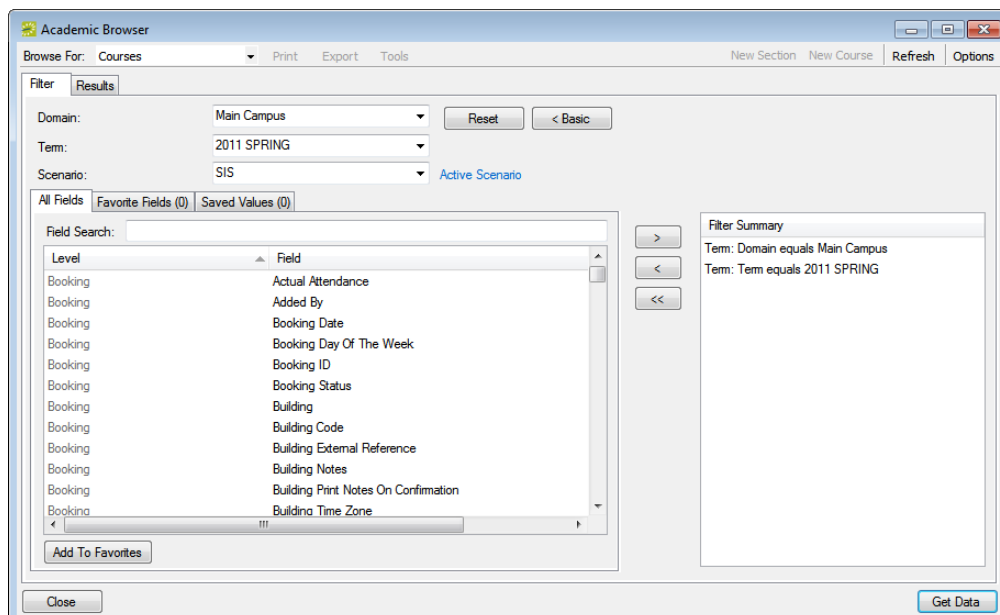 Academic Browser
Browse For: Courses Print Export Tools New Section New Course Refresh Options
Filter Results
Domain: Main Campus Reset < Basic
Term: 2011 SPRING
Scenario: SIS Active Scenario
All Fields Favorite Fields (0) Saved Values (0)
Field Search:
Level Field
Booking Actual Attendance
Booking Added By
Booking Booking Date
Booking Booking Day Of The Week
Booking Booking ID
Booking Booking Status
Booking Building
Booking Building Code
Booking Building External Reference
Booking Building Notes
Booking Building Print Notes On Confirmation
Booking Building Time Zone
Add To Favorites
>
<
<<
Filter Summary
Term: Domain equals Main Campus
Term: Term equals 2011 SPRING
Close Get Data